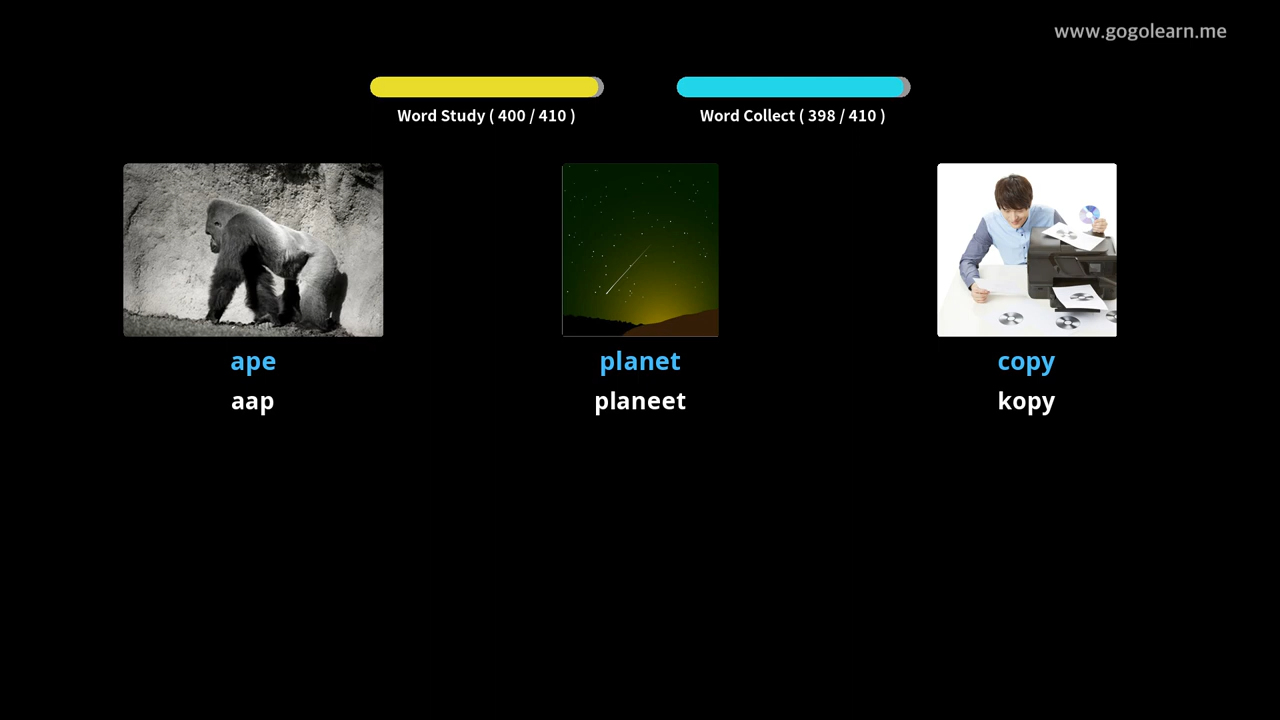 www.gogolearn.me
Word Study ( 400 / 410 )
Word Collect ( 398 / 410 )
ape
planet
copy
aap
planeet
kopy